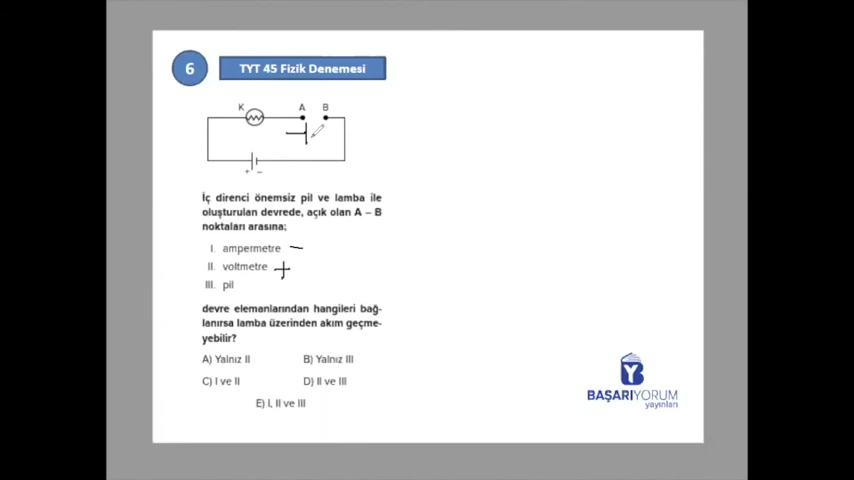 6
TYT 45 Fizik Denemesi
K A B
+ −
İç direnci önemsiz pil ve lamba ile
oluşturulan devrede, açık olan A – B
noktaları arasına;
I. ampermetre −
II. voltmetre +
III. pil
devre elemanlarından hangileri bağ-
lanırsa lamba üzerinden akım geçme-
yebilir?
A) Yalnız II B) Yalnız III
C) I ve II D) II ve III
E) I, II ve III
BAŞARIYORUM
yayınları